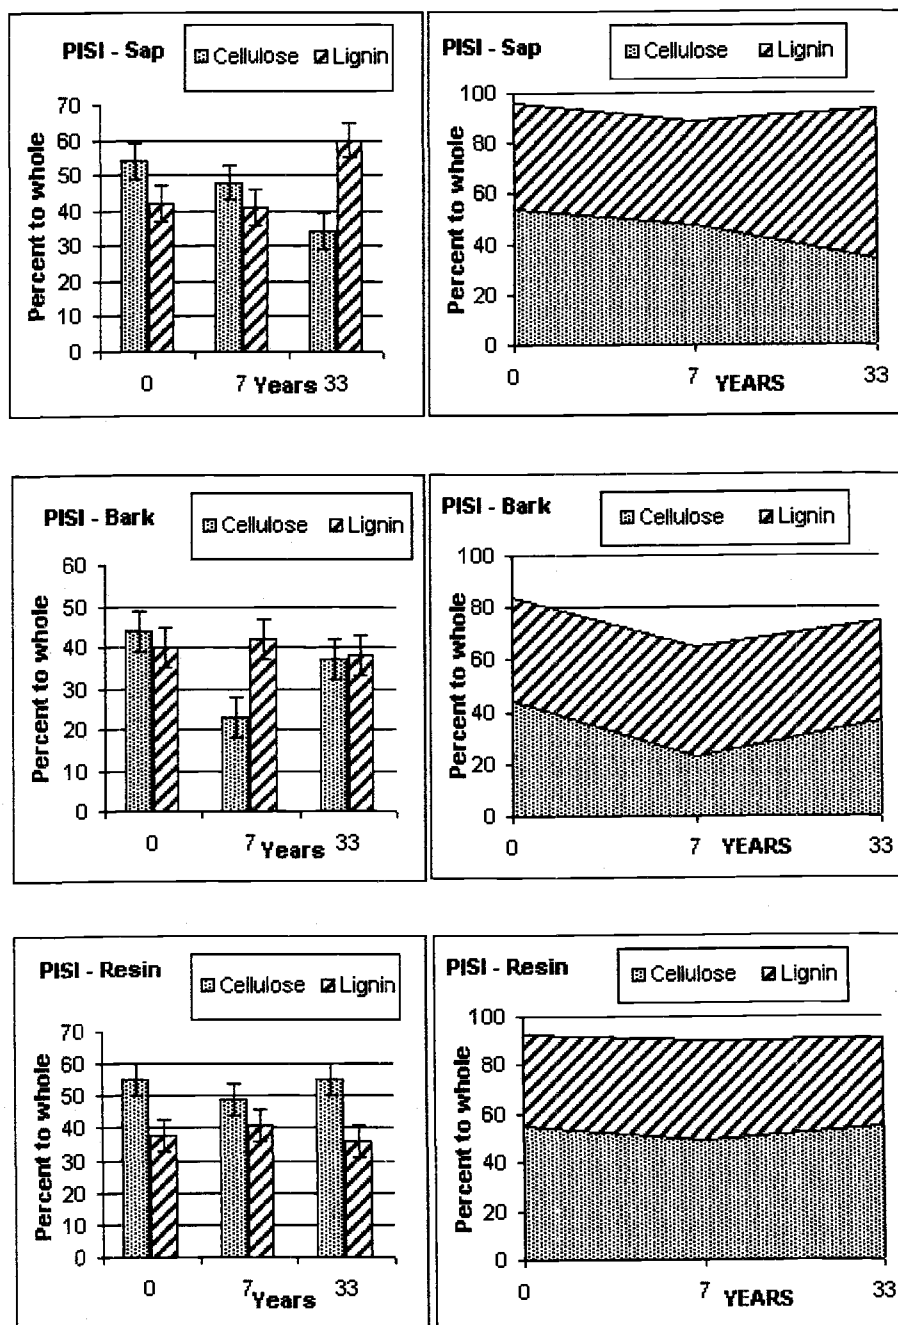 PISI - Sap
Cellulose Lignin
Percent to whole
70
60
50
40
30
20
10
0
0 7 Years 33
PISI - Sap
Cellulose Lignin
Percent to whole
100
80
60
40
20
0
0 7 YEARS 33
PISI - Bark
Cellulose Lignin
Percent to whole
60
50
40
30
20
10
0
0 7 Years 33
PISI - Bark
Cellulose Lignin
Percent to whole
100
80
60
40
20
0
0 7 YEARS 33
PISI - Resin
Cellulose Lignin
Percent to whole
70
60
50
40
30
20
10
0
0 7 Years 33
PISI - Resin
Cellulose Lignin
Percent to whole
100
80
60
40
20
0
0 7 YEARS 33